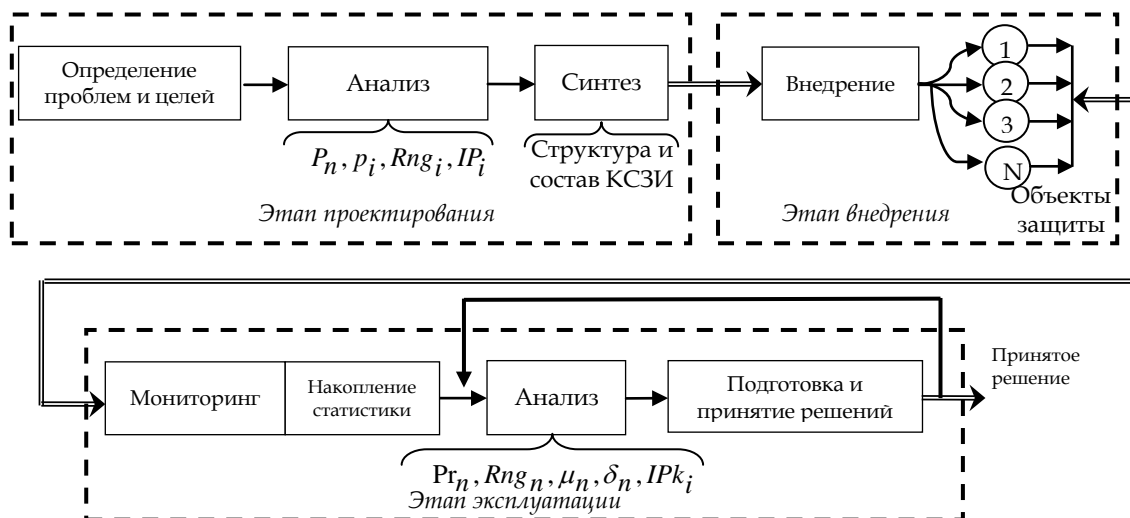 Определение
проблем и целей
Анализ
Синтез
P_n, p_i, Rng_i, IP_i
Структура и
состав КСЗИ
Этап проектирования
Внедрение
1
2
3
N
Объекты
защиты
Этап внедрения
Мониторинг
Накопление
статистики
Анализ
Подготовка и
принятие решений
Принятое
решение
Pr_n, Rng_n, μ_n, δ_n, IPk_i
Этап эксплуатации